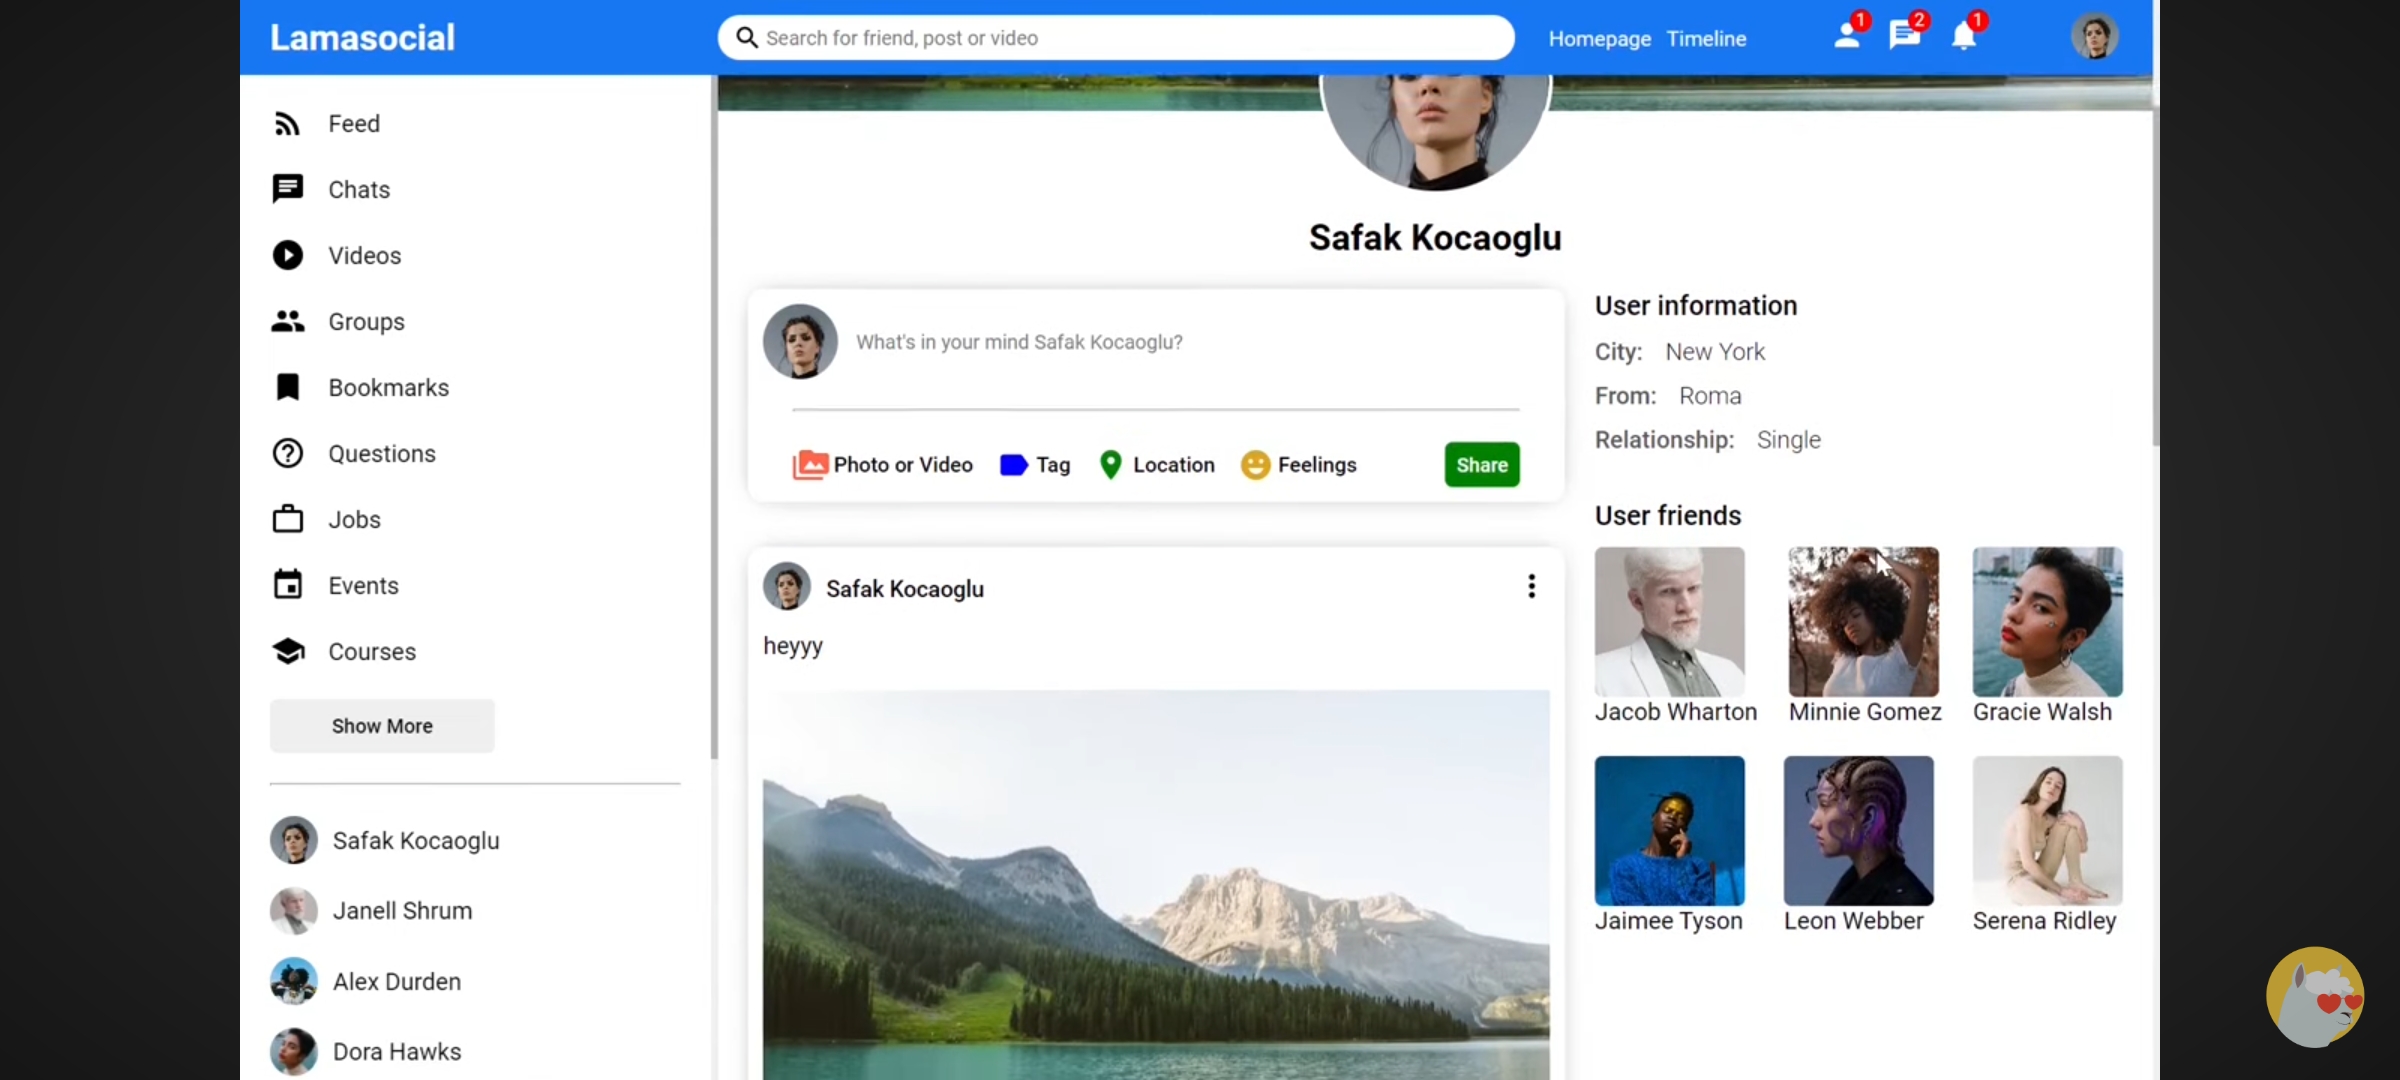 Lamasocial
Search for friend, post or video
Homepage Timeline
1 2 1
Feed
Chats
Videos
Groups
Bookmarks
Questions
Jobs
Events
Courses
Show More
Safak Kocaoglu
Janell Shrum
Alex Durden
Dora Hawks
Safak Kocaoglu
What's in your mind Safak Kocaoglu?
Photo or Video Tag Location Feelings Share
Safak Kocaoglu
heyyy
User information
City: New York
From: Roma
Relationship: Single
User friends
Jacob Wharton Minnie Gomez Gracie Walsh
Jaimee Tyson Leon Webber Serena Ridley